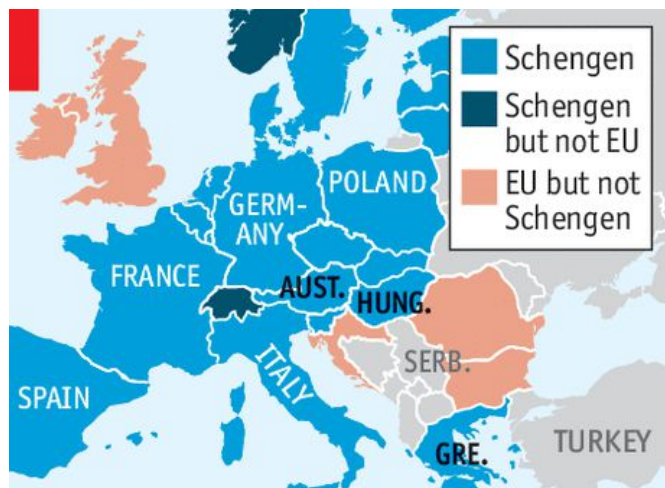 Schengen
Schengen
but not EU
EU but not
Schengen
POLAND
GERM-
ANY
FRANCE
AUST.
HUNG.
SERB.
ITALY
SPAIN
GRE.
TURKEY